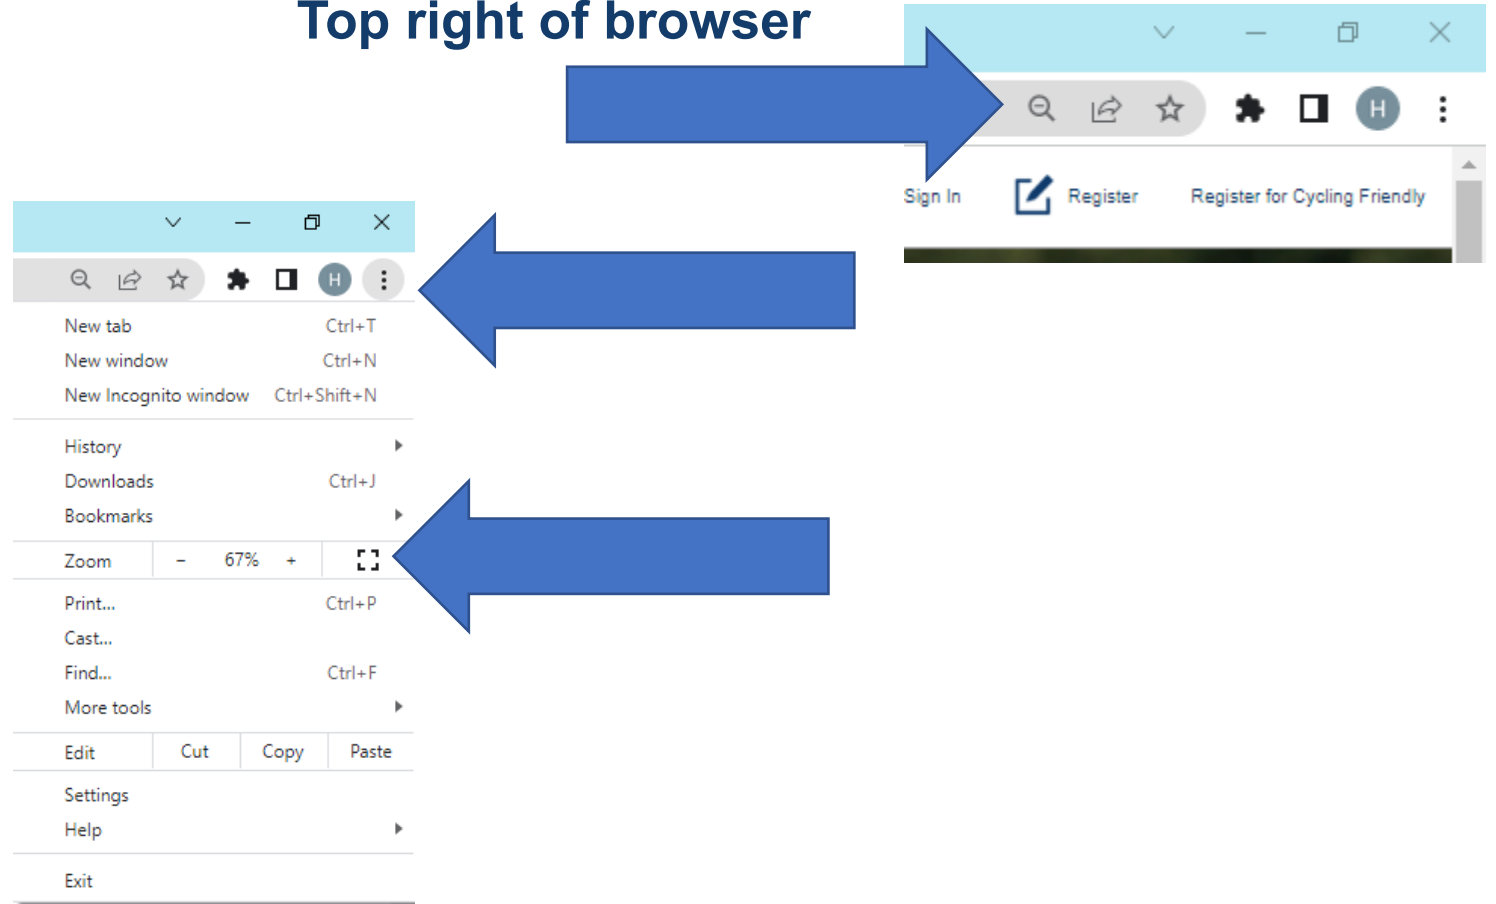 Top right of browser
H
Sign In Register Register for Cycling Friendly
H
New tab Ctrl+T
New window Ctrl+N
New Incognito window Ctrl+Shift+N
History
Downloads Ctrl+J
Bookmarks
Zoom - 67% +
Print... Ctrl+P
Cast...
Find... Ctrl+F
More tools
Edit Cut Copy Paste
Settings
Help
Exit